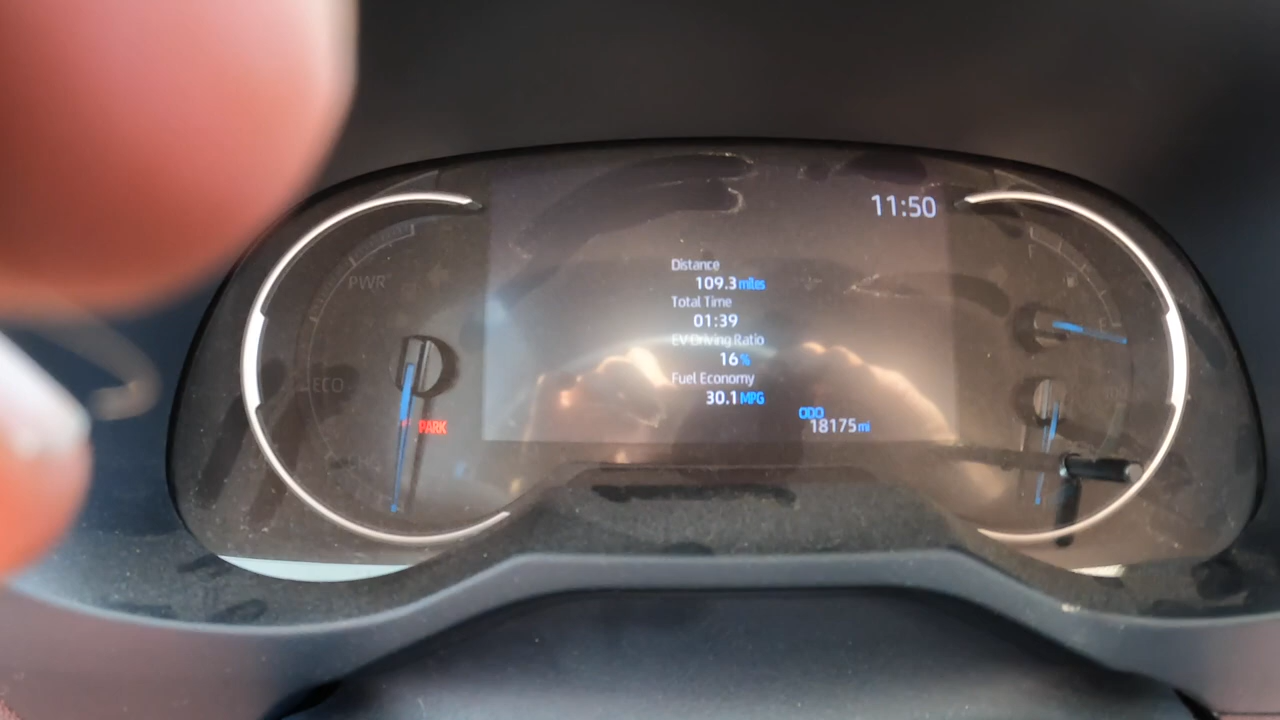 11:50
PWR
Distance
109.3 miles
Total Time
01:39
EV Driving Ratio
16%
ECO
Fuel Economy
30.1 MPG
ODO
18175 mi
PARK